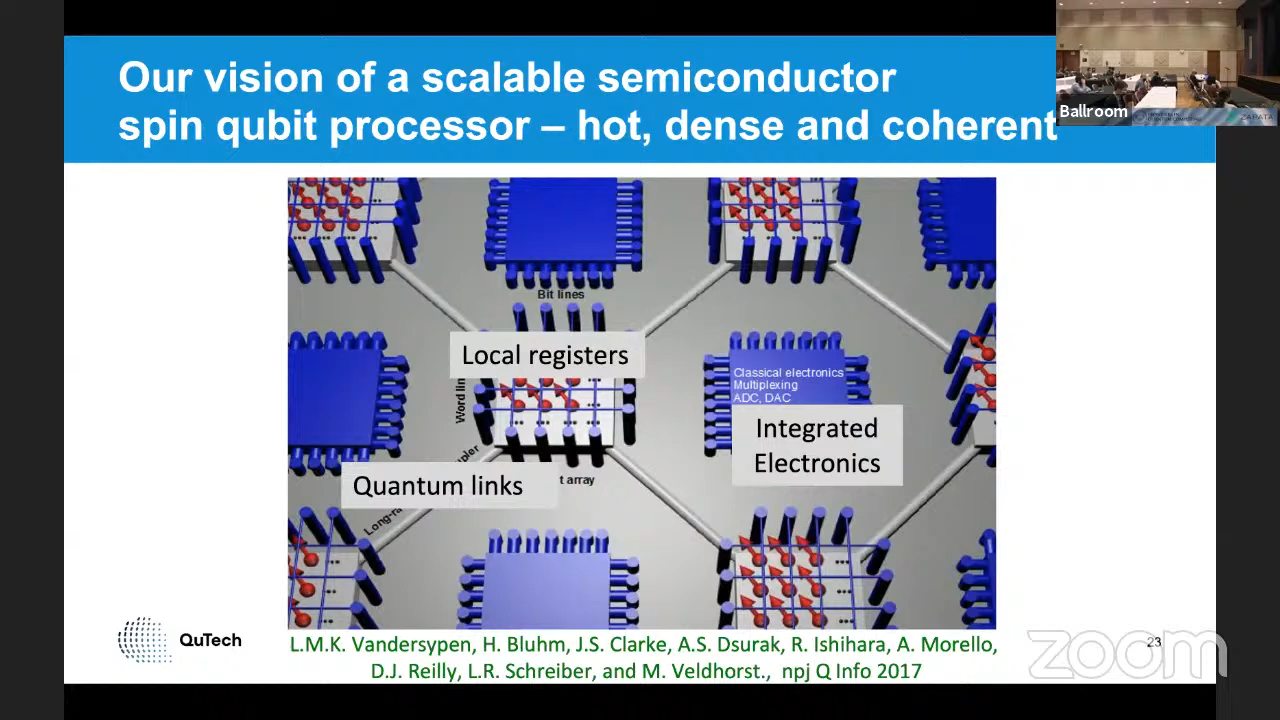 Our vision of a scalable semiconductor
spin qubit processor – hot, dense and coherent
Ballroom
ZAPATA
Bit lines
Local registers
Classical electronics
Multiplexing
ADC, DAC
Integrated
Electronics
Quantum links
QuTech
L.M.K. Vandersypen, H. Bluhm, J.S. Clarke, A.S. Dsurak, R. Ishihara, A. Morello,
D.J. Reilly, L.R. Schreiber, and M. Veldhorst., npj Q Info 2017
23
zoom